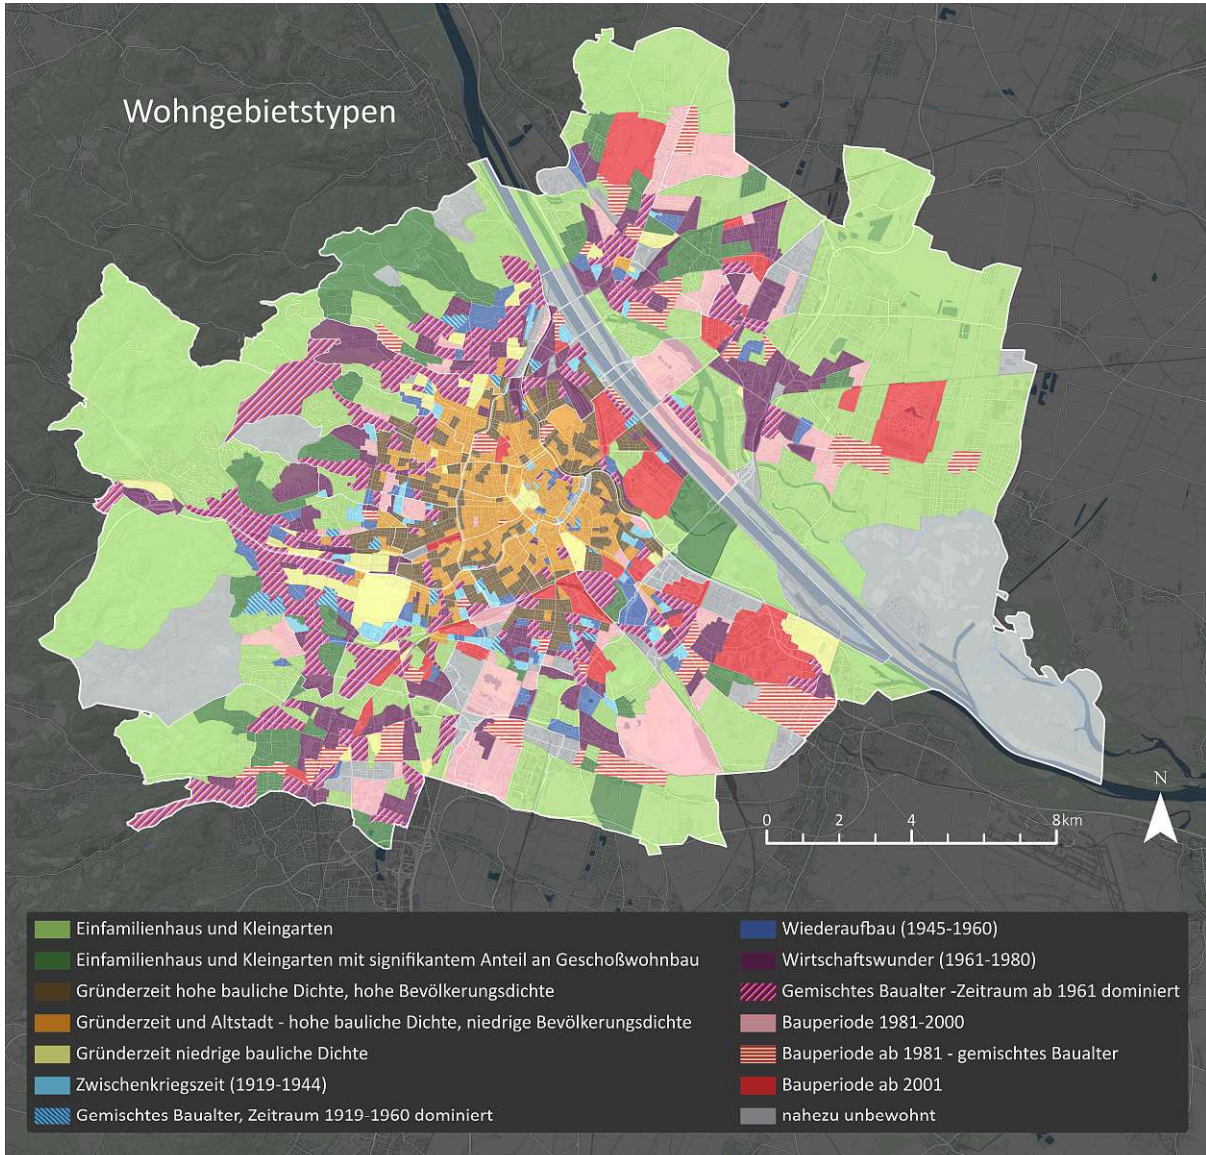 Wohngebietstypen
N
0 2 4 8km
Einfamilienhaus und Kleingarten
Einfamilienhaus und Kleingarten mit signifikantem Anteil an Geschoßwohnbau
Gründerzeit hohe bauliche Dichte, hohe Bevölkerungsdichte
Gründerzeit und Altstadt - hohe bauliche Dichte, niedrige Bevölkerungsdichte
Gründerzeit niedrige bauliche Dichte
Zwischenkriegszeit (1919-1944)
Gemischtes Baualter, Zeitraum 1919-1960 dominiert
Wiederaufbau (1945-1960)
Wirtschaftswunder (1961-1980)
Gemischtes Baualter -Zeitraum ab 1961 dominiert
Bauperiode 1981-2000
Bauperiode ab 1981 - gemischtes Baualter
Bauperiode ab 2001
nahezu unbewohnt